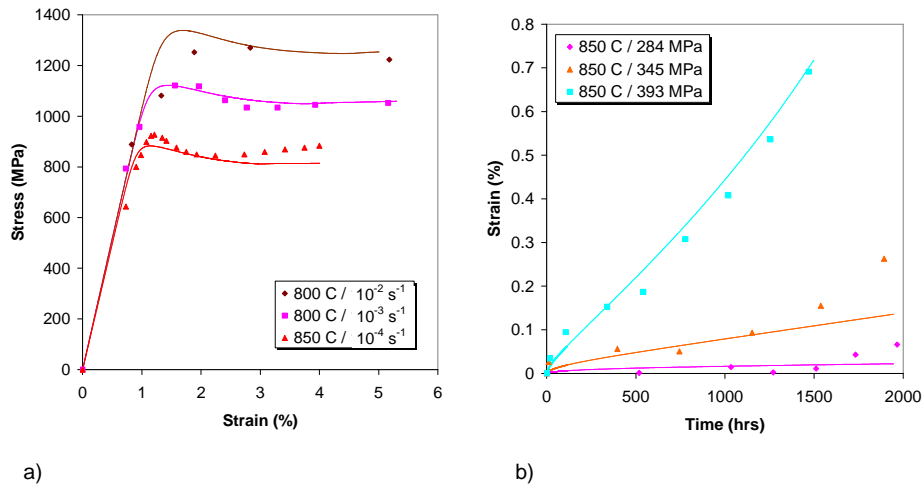 Stress (MPa)
1400
1200
1000
800
600
400
200
0
0 1 2 3 4 5 6
Strain (%)
800 C / 10⁻² s⁻¹
800 C / 10⁻³ s⁻¹
850 C / 10⁻⁴ s⁻¹
a)
Strain (%)
0.8
0.7
0.6
0.5
0.4
0.3
0.2
0.1
0
0 500 1000 1500 2000
Time (hrs)
850 C / 284 MPa
850 C / 345 MPa
850 C / 393 MPa
b)